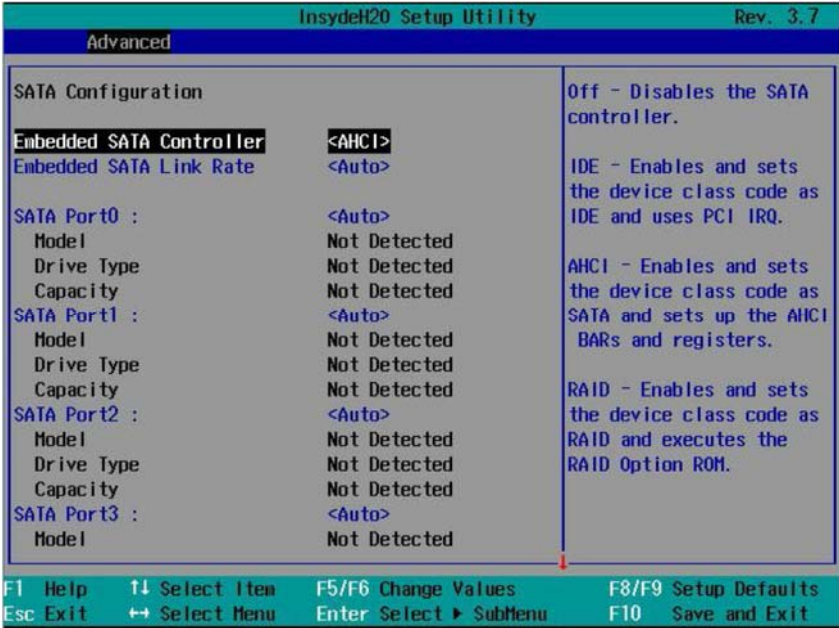 InsydeH20 Setup Utility Rev. 3.7
Advanced
SATA Configuration
Embedded SATA Controller <AHCI>
Embedded SATA Link Rate <Auto>
SATA Port0 : <Auto>
Model Not Detected
Drive Type Not Detected
Capacity Not Detected
SATA Port1 : <Auto>
Model Not Detected
Drive Type Not Detected
Capacity Not Detected
SATA Port2 : <Auto>
Model Not Detected
Drive Type Not Detected
Capacity Not Detected
SATA Port3 : <Auto>
Model Not Detected
Off - Disables the SATA
controller.
IDE - Enables and sets
the device class code as
IDE and uses PCI IRQ.
AHCI - Enables and sets
the device class code as
SATA and sets up the AHCI
BARs and registers.
RAID - Enables and sets
the device class code as
RAID and executes the
RAID Option ROM.
F1 Help ↑↓ Select Item F5/F6 Change Values F8/F9 Setup Defaults
Esc Exit ↔ Select Menu Enter Select ▶ SubMenu F10 Save and Exit